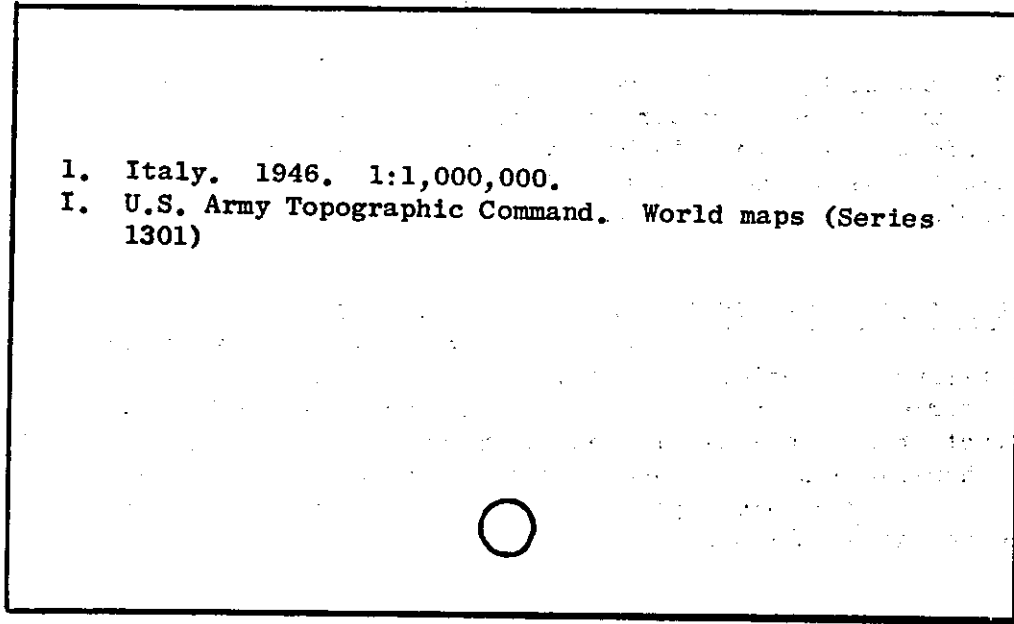 1. Italy. 1946. 1:1,000,000.
I. U.S. Army Topographic Command. World maps (Series
1301)